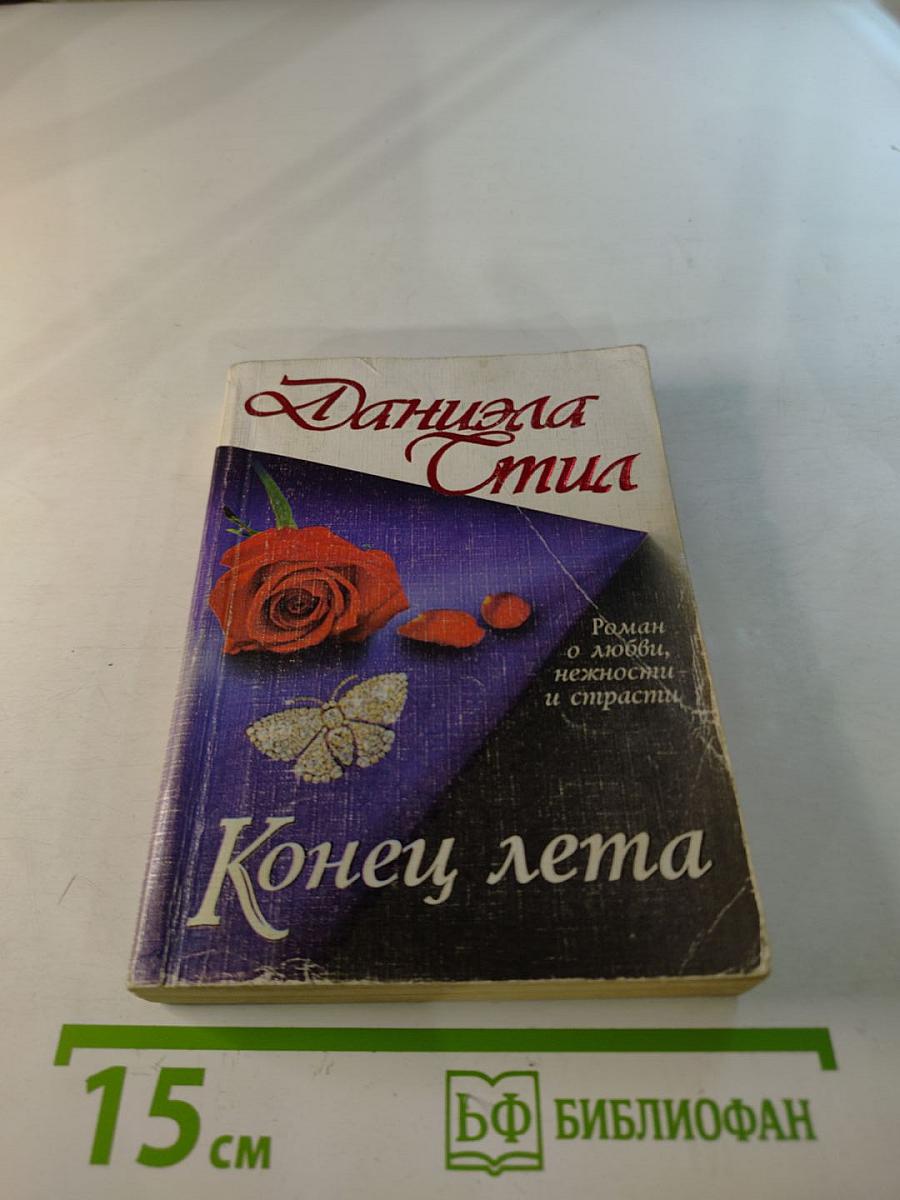 Даниэла
Стил
Роман
о любви,
нежности
и страсти
Конец лета
15 см
БФ БИБЛИОФАН